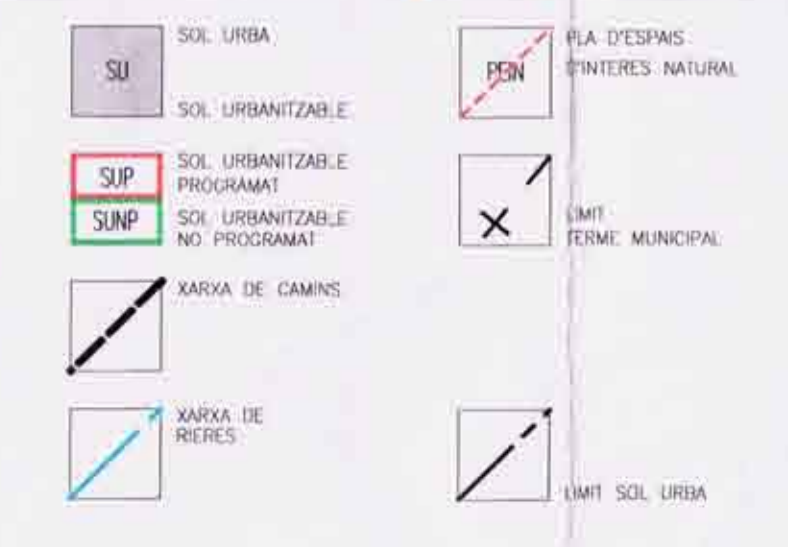 SU
SOL URBA
SOL URBANITZABLE
SUP
SOL URBANITZABLE
PROGRAMAT
SUNP
SOL URBANITZABLE
NO PROGRAMAT
XARXA DE CAMINS
XARXA DE
RIERES
PEIN
PLA D'ESPAIS
D'INTERES NATURAL
LIMIT
TERME MUNICIPAL
LIMIT SOL URBA